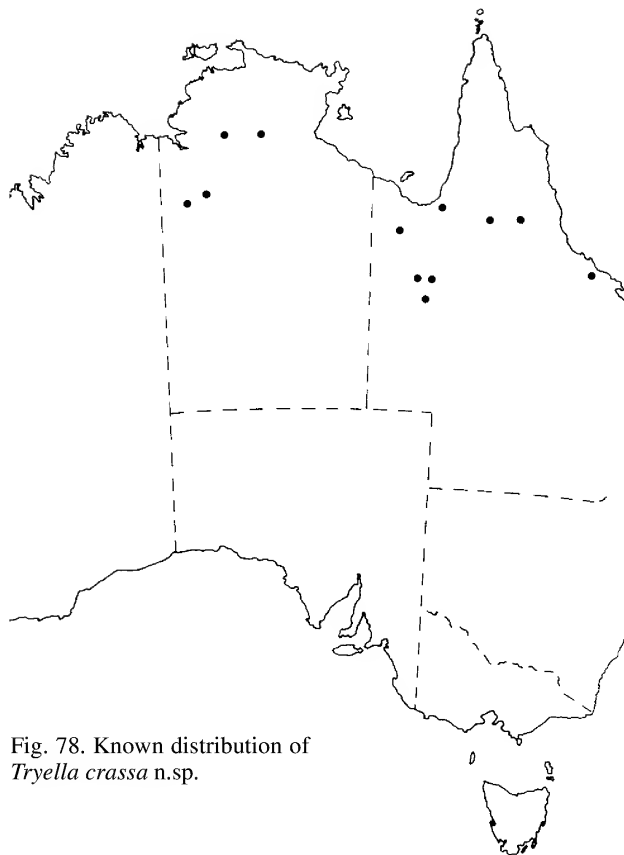 Fig. 78. Known distribution of
Tryella crassa n.sp.